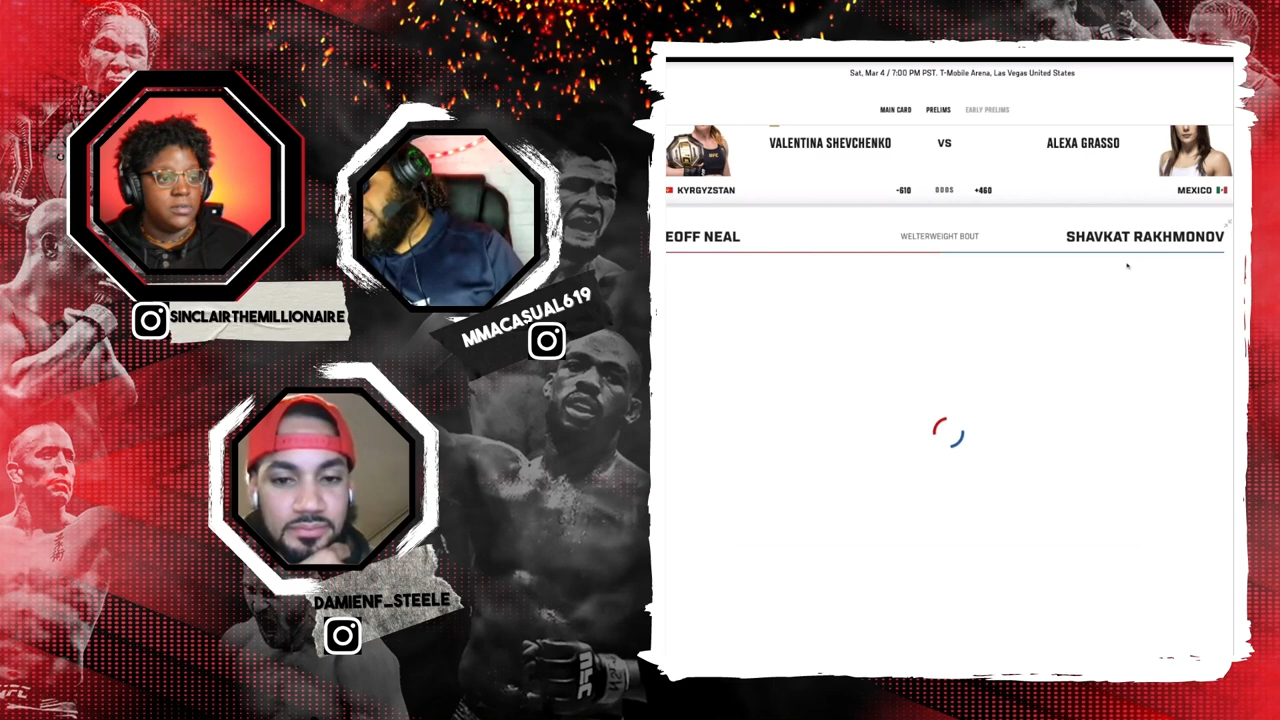 Sat, Mar 4 / 7:00 PM PST. T-Mobile Arena, Las Vegas United States
MAIN CARD PRELIMS EARLY PRELIMS
VALENTINA SHEVCHENKO VS ALEXA GRASSO
KYRGYZSTAN -610 ODDS +460 MEXICO
EOFF NEAL WELTERWEIGHT BOUT SHAVKAT RAKHMONOV
SINCLAIRTHEMILLIONAIRE
MMACASUAL619
DAMIENF_STEELE
UFC